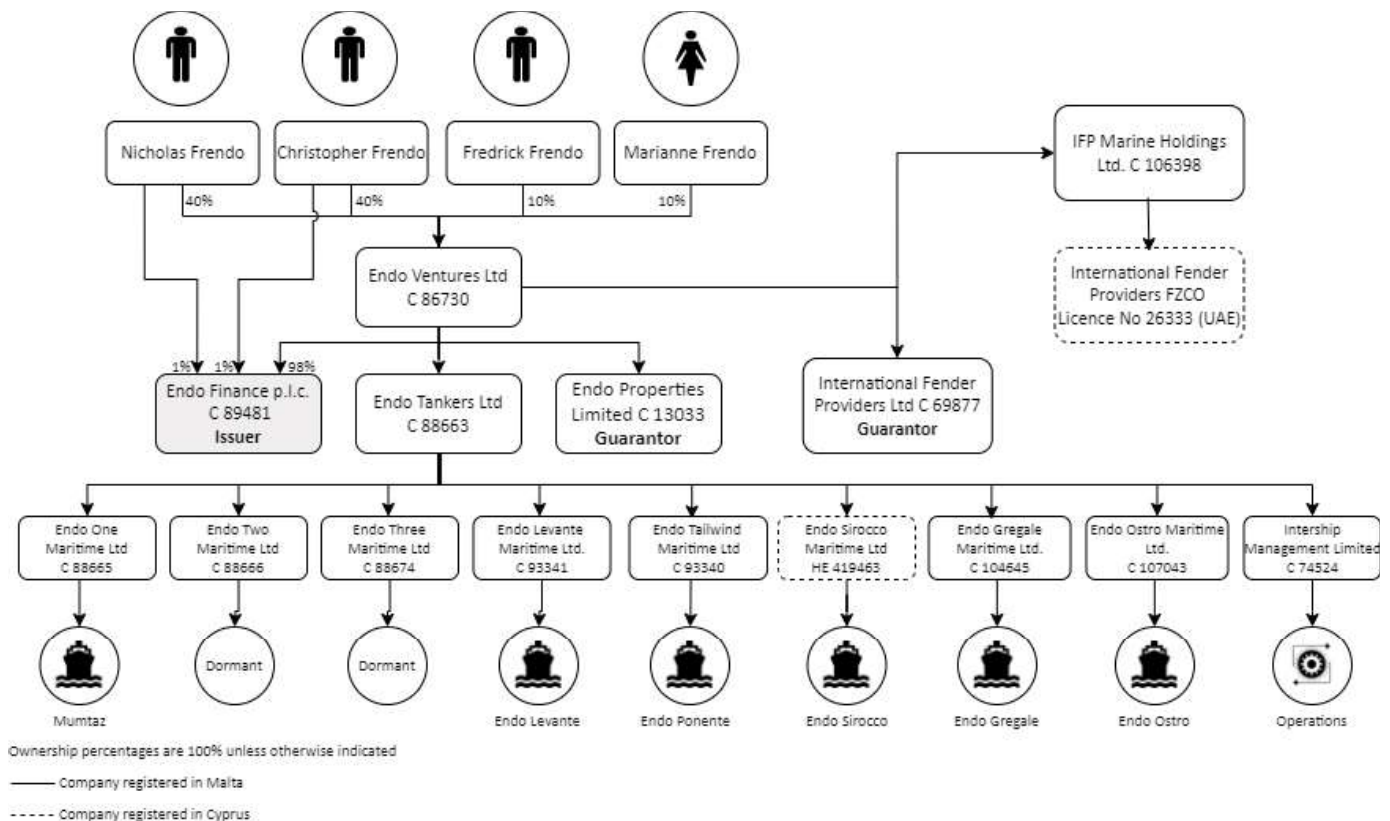 Nicholas Frendo
Christopher Frendo
Fredrick Frendo
Marianne Frendo
IFP Marine Holdings
Ltd. C 106398
40%
40%
10%
10%
Endo Ventures Ltd
C 86730
International Fender
Providers FZCO
Licence No 26333 (UAE)
1%
1%
98%
Endo Finance p.l.c.
C 89481
Issuer
Endo Tankers Ltd
C 88663
Endo Properties
Limited C 13033
Guarantor
International Fender
Providers Ltd C 69877
Guarantor
Endo One
Maritime Ltd
C 88665
Endo Two
Maritime Ltd
C 88666
Endo Three
Maritime Ltd
C 88674
Endo Levante
Maritime Ltd.
C 93341
Endo Tailwind
Maritime Ltd
C 93340
Endo Sirocco
Maritime Ltd
HE 419463
Endo Gregale
Maritime Ltd.
C 104645
Endo Ostro Maritime
Ltd.
C 107043
Intership
Management Limited
C 74524
Dormant
Dormant
Mumtaz
Endo Levante
Endo Ponente
Endo Sirocco
Endo Gregale
Endo Ostro
Operations
Ownership percentages are 100% unless otherwise indicated
Company registered in Malta
Company registered in Cyprus